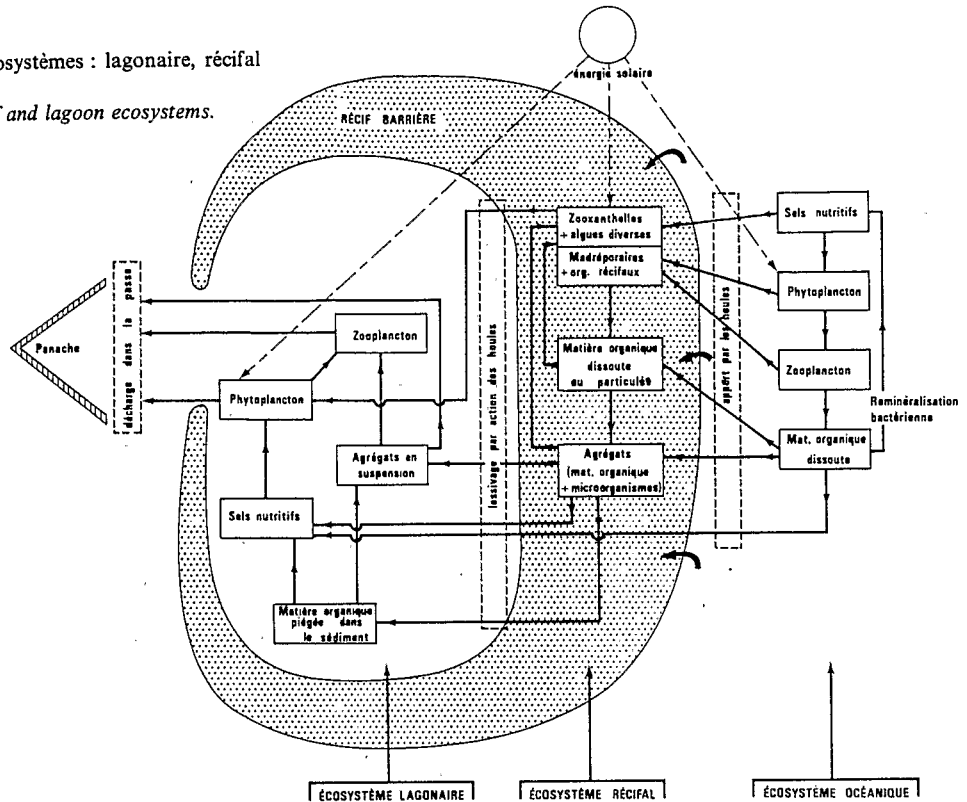 osystèmes : lagonaire, récifal
f and lagoon ecosystems.
énergie solaire
RÉCIF BARRIÈRE
Zooxanthelles
+ algues diverses
Madréporaires
+ org. récifaux
Matière organique
dissoute
ou particulée
Agrégats
(mat. organique
+ microorganismes)
Sels nutritifs
Phytoplancton
Zooplancton
Mat. organique
dissoute
Reminéralisation
bactérienne
apport par les houles
lessivage par action des houles
Zooplancton
Phytoplancton
Agrégats en
suspension
Sels nutritifs
Matière organique
piégée dans
le sédiment
décharge dans la passe
Panache
ÉCOSYSTÈME LAGONAIRE
ÉCOSYSTÈME RÉCIFAL
ÉCOSYSTÈME OCÉANIQUE